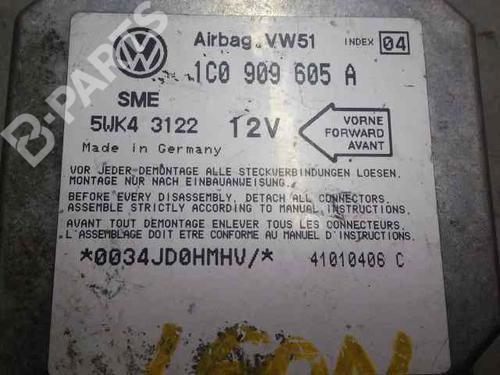 B-PARTS
Airbag VW51 INDEX 04
1C0 909 605 A
SME
5WK4 3122 12V
VORNE
FORWARD
AVANT
Made in Germany
VOR JEDER DEMONTAGE ALLE STECKVERBINDUNGEN LOESEN.
MONTAGE NUR NACH EINBAUANWEISUNG.
BEFORE EVERY DISASSEMBLY, DETACH ALL CONNECTORS.
ASSEMBLE STRICTLY ACCORDING TO MANUAL INSTRUCTIONS.
AVANT TOUT DEMONTAGE ENLEVER TOUS LES CONNECTEURS.
L'ASSEMBLAGE DOIT ETRE CONFORME AU MANUEL D'INSTRUCTIONS.
*0034JD0HMHV/* 41010406 C
LEON